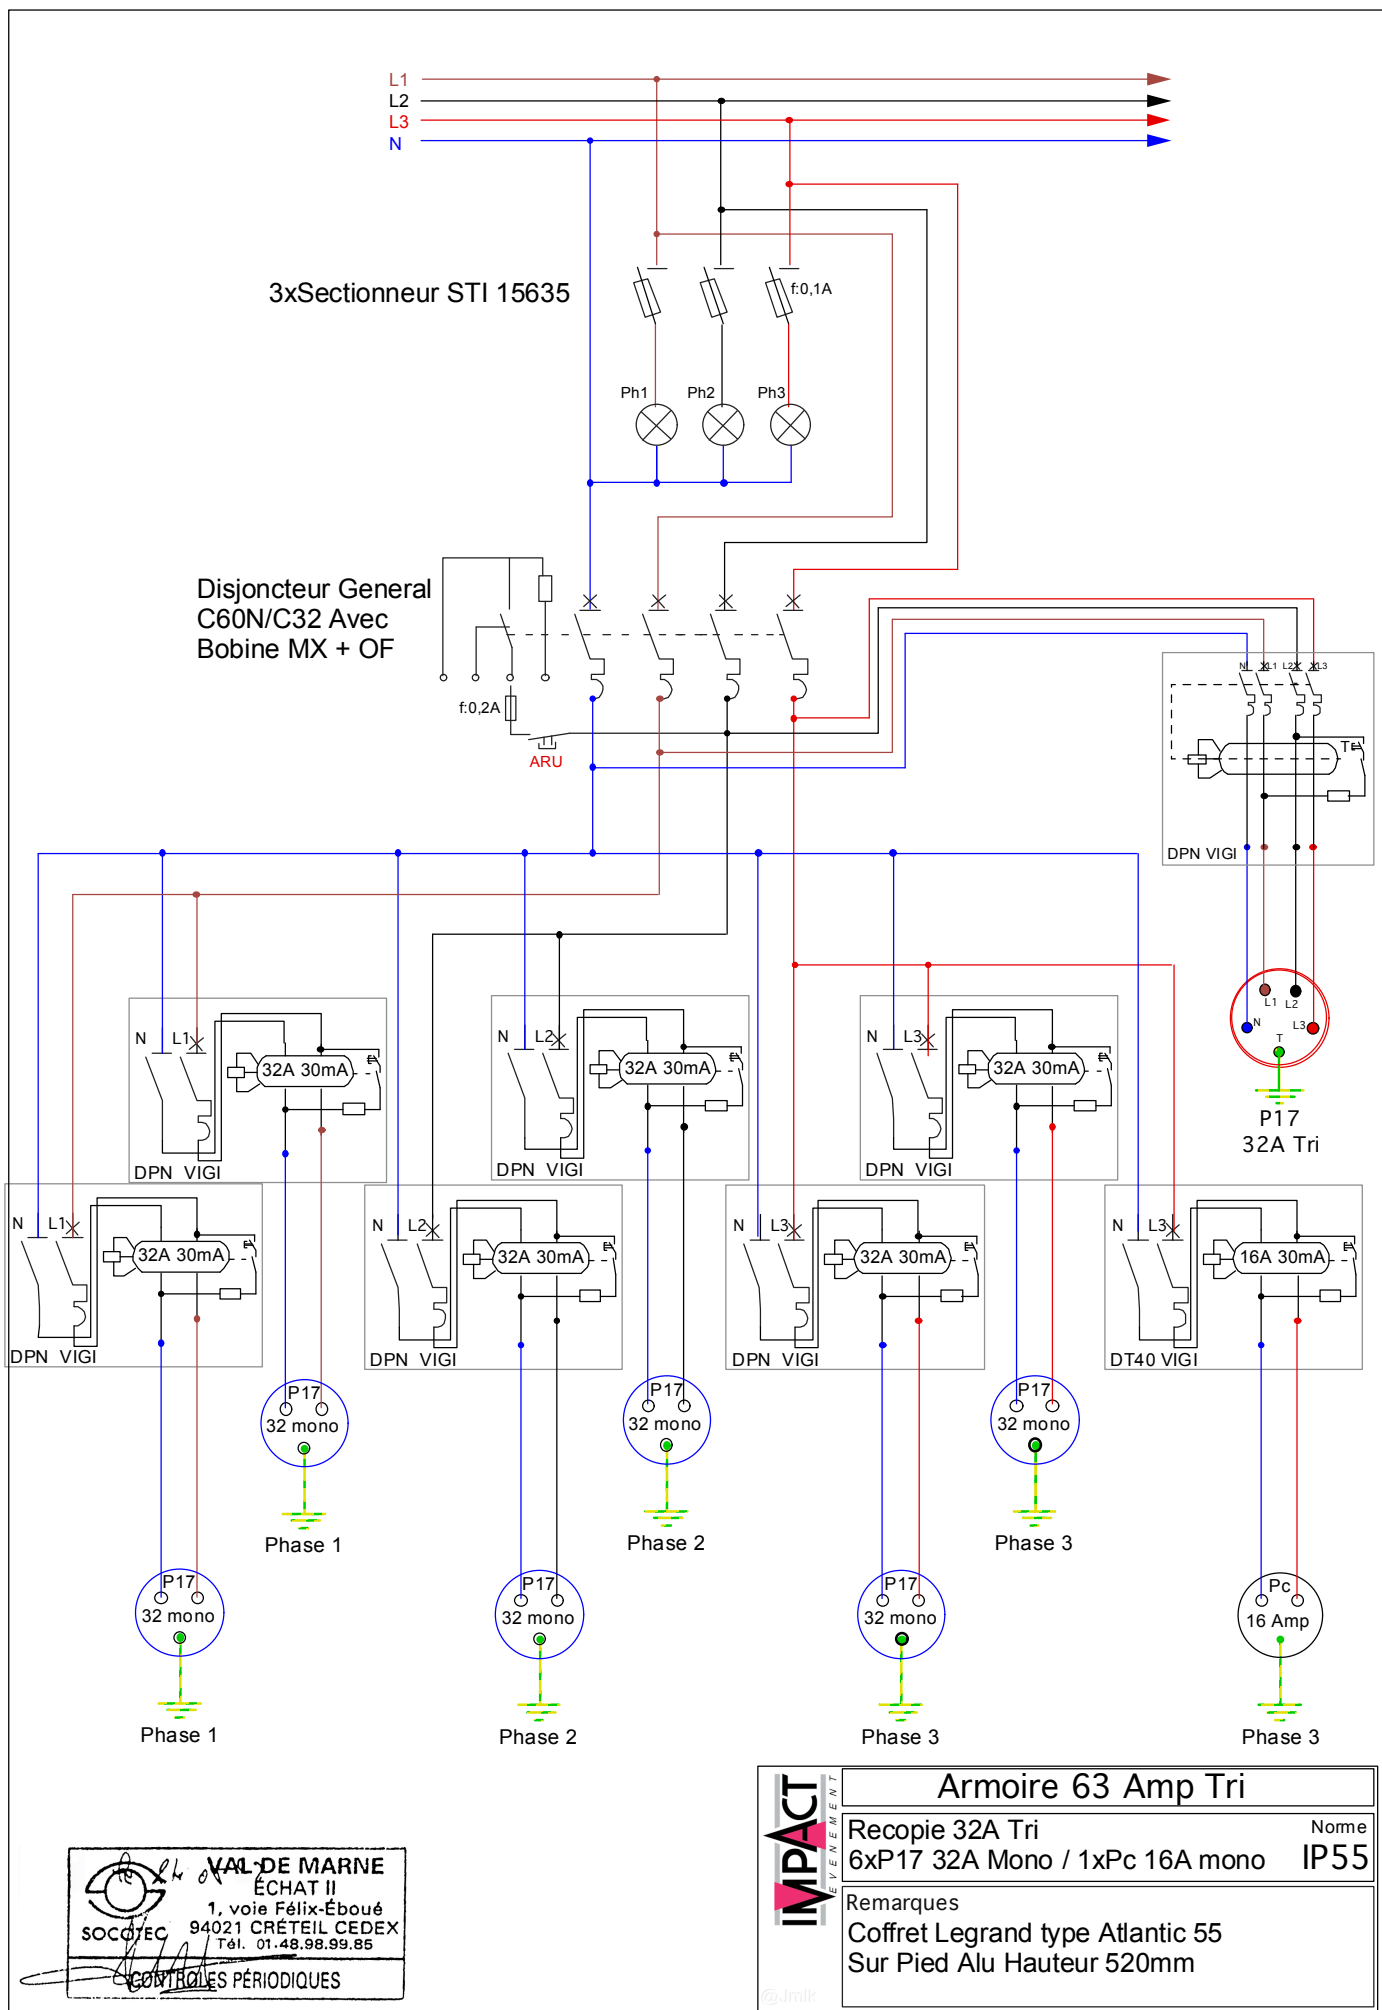 L1
L2
L3
N
3xSectionneur STI 15635
f:0,1A
Ph1
Ph2
Ph3
Disjoncteur General
C60N/C32 Avec
Bobine MX + OF
f:0,2A
ARU
N
L1
L2
L3
T
DPN VIGI
L1
L2
N
L3
T
P17
32A Tri
N
L1
32A 30mA
DPN VIGI
N
L2
32A 30mA
DPN VIGI
N
L3
32A 30mA
DPN VIGI
N
L1
32A 30mA
DPN VIGI
N
L2
32A 30mA
DPN VIGI
N
L3
32A 30mA
DPN VIGI
N
L3
16A 30mA
DT40 VIGI
P17
32 mono
Phase 1
P17
32 mono
Phase 2
P17
32 mono
Phase 3
P17
32 mono
Phase 1
P17
32 mono
Phase 2
P17
32 mono
Phase 3
Pc
16 Amp
Phase 3
IMPACT
EVENEMENT
Armoire 63 Amp Tri
Recopie 32A Tri
6xP17 32A Mono / 1xPc 16A mono
Nome
IP55
Remarques
Coffret Legrand type Atlantic 55
Sur Pied Alu Hauteur 520mm
@Jmlk
VAL DE MARNE
ÉCHAT II
1, voie Félix-Éboué
94021 CRÉTEIL CEDEX
Tél. 01.48.98.99.85
SOCOTEC
CONTROLES PÉRIODIQUES